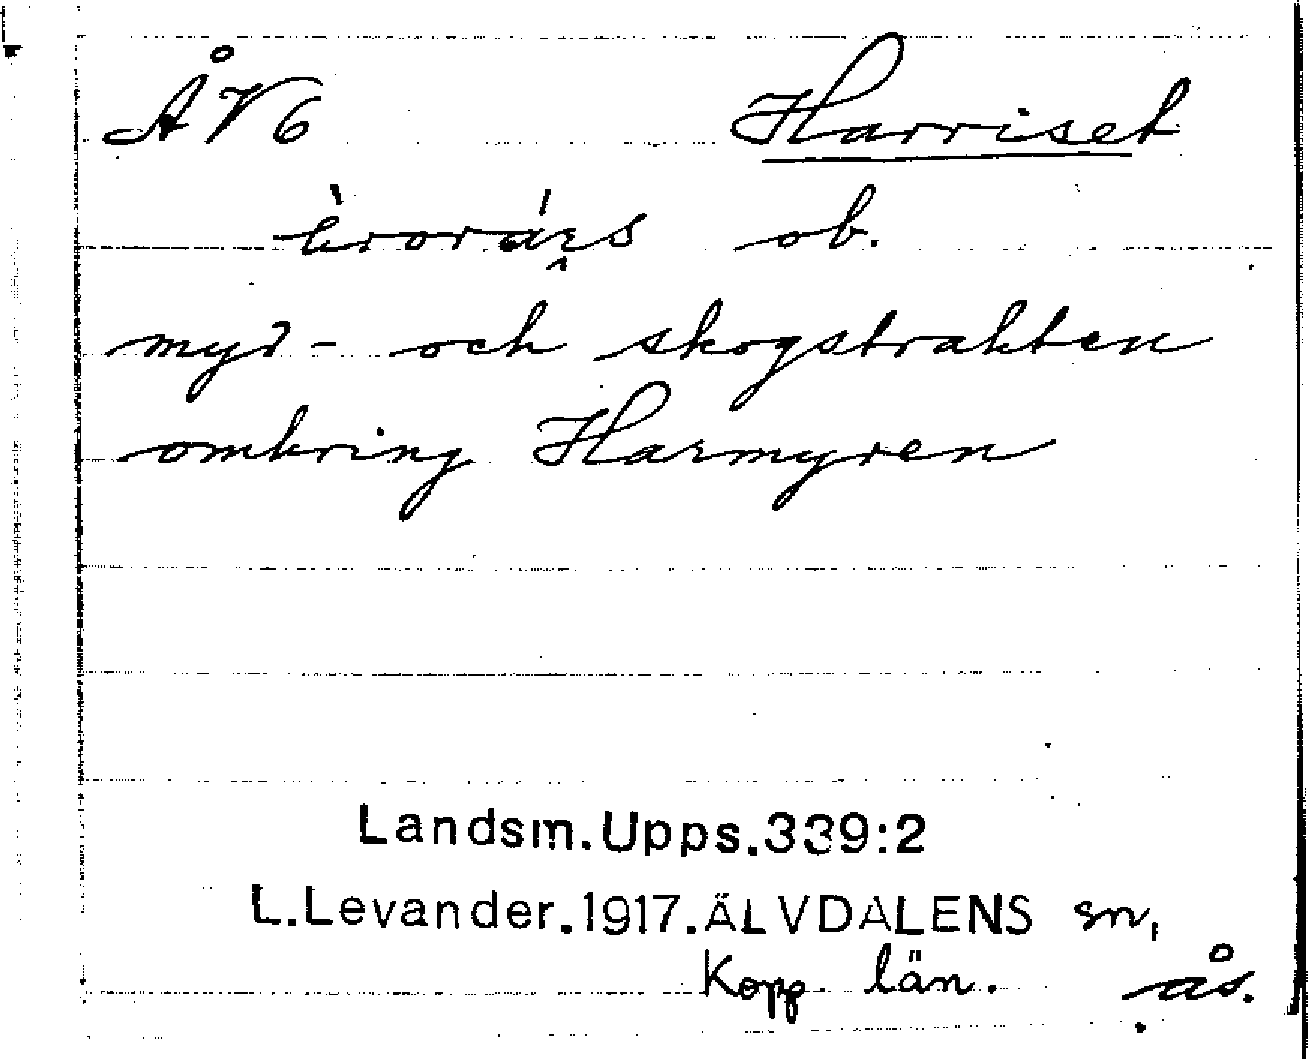 ÅV6 Harriset
ob.
myr- och skogstrakten
omkring Harmyren
Landsm.Upps.339:2
L.Levander.1917.ÄLVDALENS sn,
Kopp. län. ås.